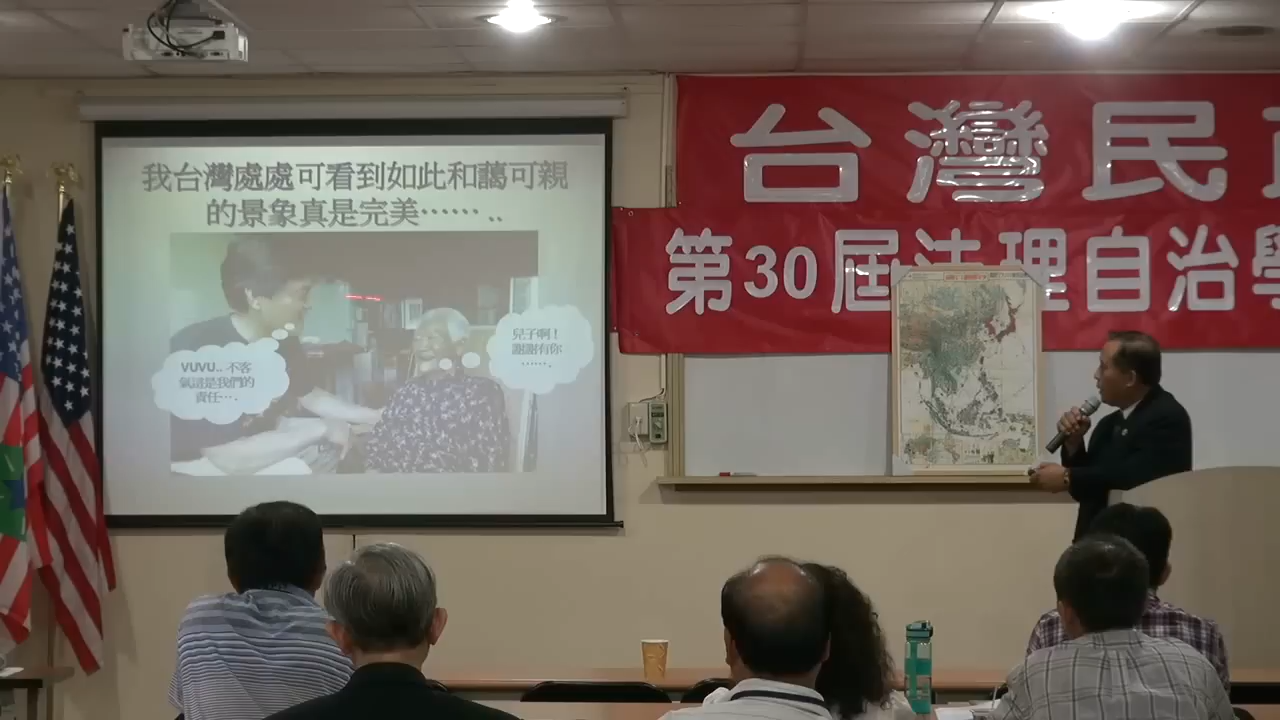 我台灣處處可看到如此和藹可親
的景象真是完美⋯⋯ ..
VUVU.. 不客
氣這是我們的
責任⋯.
兒子啊！
謝謝有你
⋯⋯.
台灣民
第30屆法理自治學